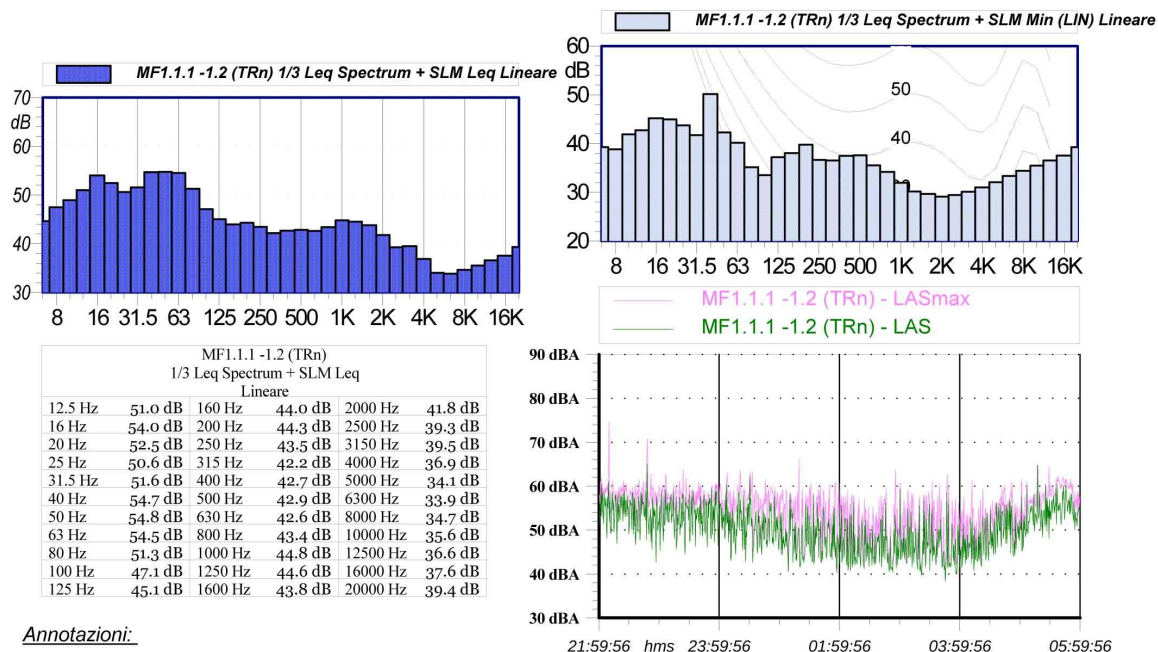 MF1.1.1 -1.2 (TRn) 1/3 Leq Spectrum + SLM Leq Lineare
70
dB
60
50
40
30
8 16 31.5 63 125 250 500 1K 2K 4K 8K 16K
MF1.1.1 -1.2 (TRn)
1/3 Leq Spectrum + SLM Leq
Lineare
12.5 Hz 51.0 dB 160 Hz 44.0 dB 2000 Hz 41.8 dB
16 Hz 54.0 dB 200 Hz 44.3 dB 2500 Hz 39.3 dB
20 Hz 52.5 dB 250 Hz 43.5 dB 3150 Hz 39.5 dB
25 Hz 50.6 dB 315 Hz 42.2 dB 4000 Hz 36.9 dB
31.5 Hz 51.6 dB 400 Hz 42.7 dB 5000 Hz 34.1 dB
40 Hz 54.7 dB 500 Hz 42.9 dB 6300 Hz 33.9 dB
50 Hz 54.8 dB 630 Hz 42.6 dB 8000 Hz 34.7 dB
63 Hz 54.5 dB 800 Hz 43.4 dB 10000 Hz 35.6 dB
80 Hz 51.3 dB 1000 Hz 44.8 dB 12500 Hz 36.6 dB
100 Hz 47.1 dB 1250 Hz 44.6 dB 16000 Hz 37.6 dB
125 Hz 45.1 dB 1600 Hz 43.8 dB 20000 Hz 39.4 dB
Annotazioni:
MF1.1.1 -1.2 (TRn) 1/3 Leq Spectrum + SLM Min (LIN) Lineare
60
dB
50
40
30
20
50
40
8 16 31.5 63 125 250 500 1K 2K 4K 8K 16K
MF1.1.1 -1.2 (TRn) - LASmax
MF1.1.1 -1.2 (TRn) - LAS
90 dBA
80 dBA
70 dBA
60 dBA
50 dBA
40 dBA
30 dBA
21:59:56 hms 23:59:56 01:59:56 03:59:56 05:59:56